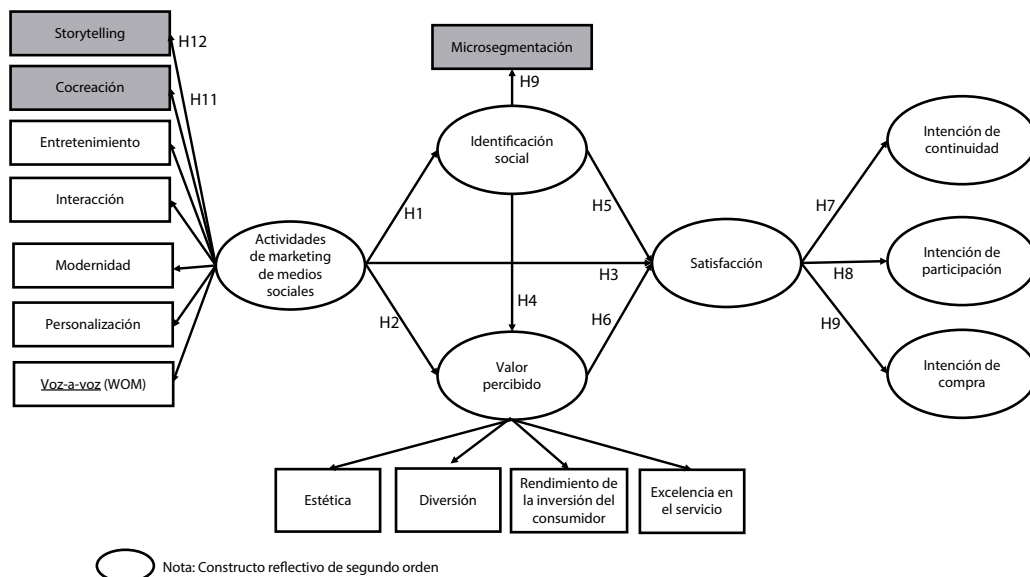 Storytelling
H12
Microsegmentación
Cocreación
H11
H9
Entretenimiento
Identificación
social
Intención de
continuidad
Interacción
H1
H5
H7
Actividades
de marketing
de medios
sociales
Modernidad
H3
Satisfacción
H8
Intención de
participación
Personalización
H2
H4
H6
H9
Voz-a-voz (WOM)
Valor
percibido
Intención de
compra
Estética
Diversión
Rendimiento de
la inversión del
consumidor
Excelencia en
el servicio
Nota: Constructo reflectivo de segundo orden